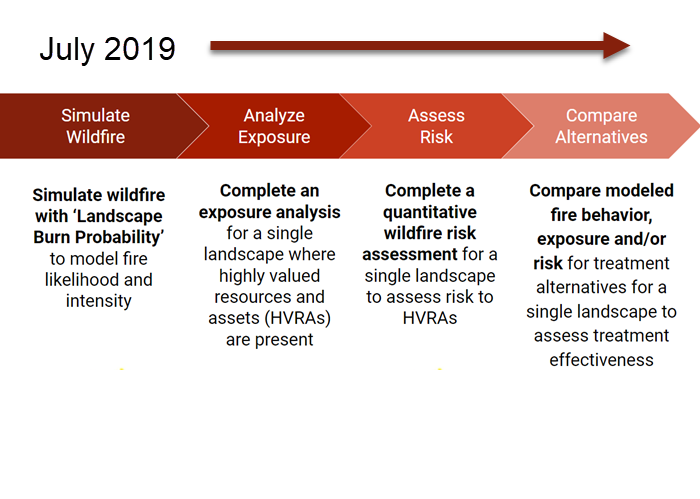 July 2019
Simulate
Wildfire
Analyze
Exposure
Assess
Risk
Compare
Alternatives
Simulate wildfire
with ‘Landscape
Burn Probability’
to model fire
likelihood and
intensity
Complete an
exposure analysis
for a single
landscape where
highly valued
resources and
assets (HVRAs)
are present
Complete a
quantitative
wildfire risk
assessment for a
single landscape
to assess risk to
HVRAs
Compare modeled
fire behavior,
exposure and/or
risk for treatment
alternatives for a
single landscape to
assess treatment
effectiveness